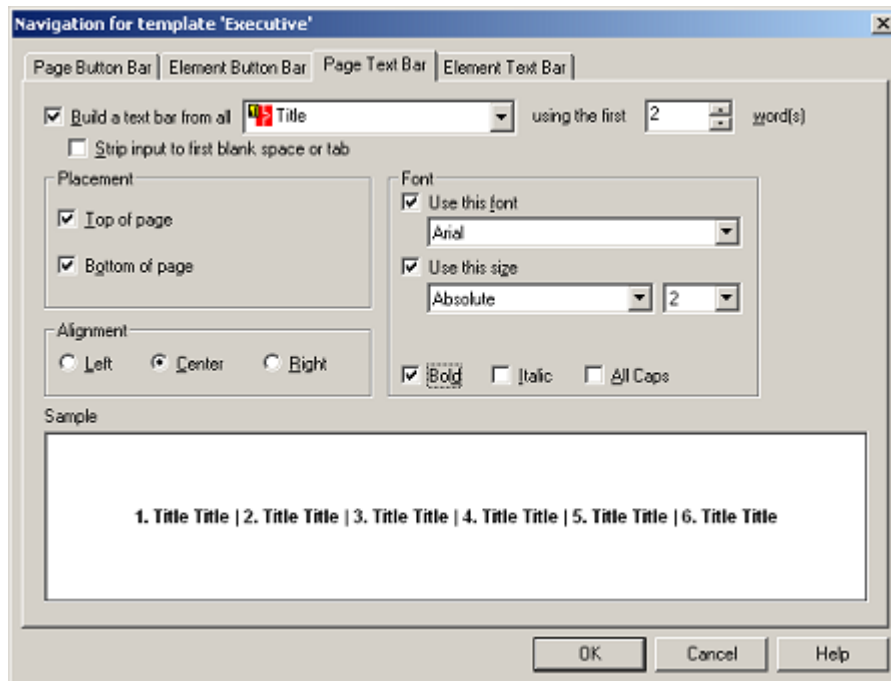 Navigation for template 'Executive'
Page Button Bar Element Button Bar Page Text Bar Element Text Bar
Build a text bar from all Title using the first 2 word(s)
Strip input to first blank space or tab
Placement
Top of page
Bottom of page
Alignment
Left Center Right
Font
Use this font
Arial
Use this size
Absolute 2
Bold Italic All Caps
Sample
1. Title Title | 2. Title Title | 3. Title Title | 4. Title Title | 5. Title Title | 6. Title Title
OK Cancel Help